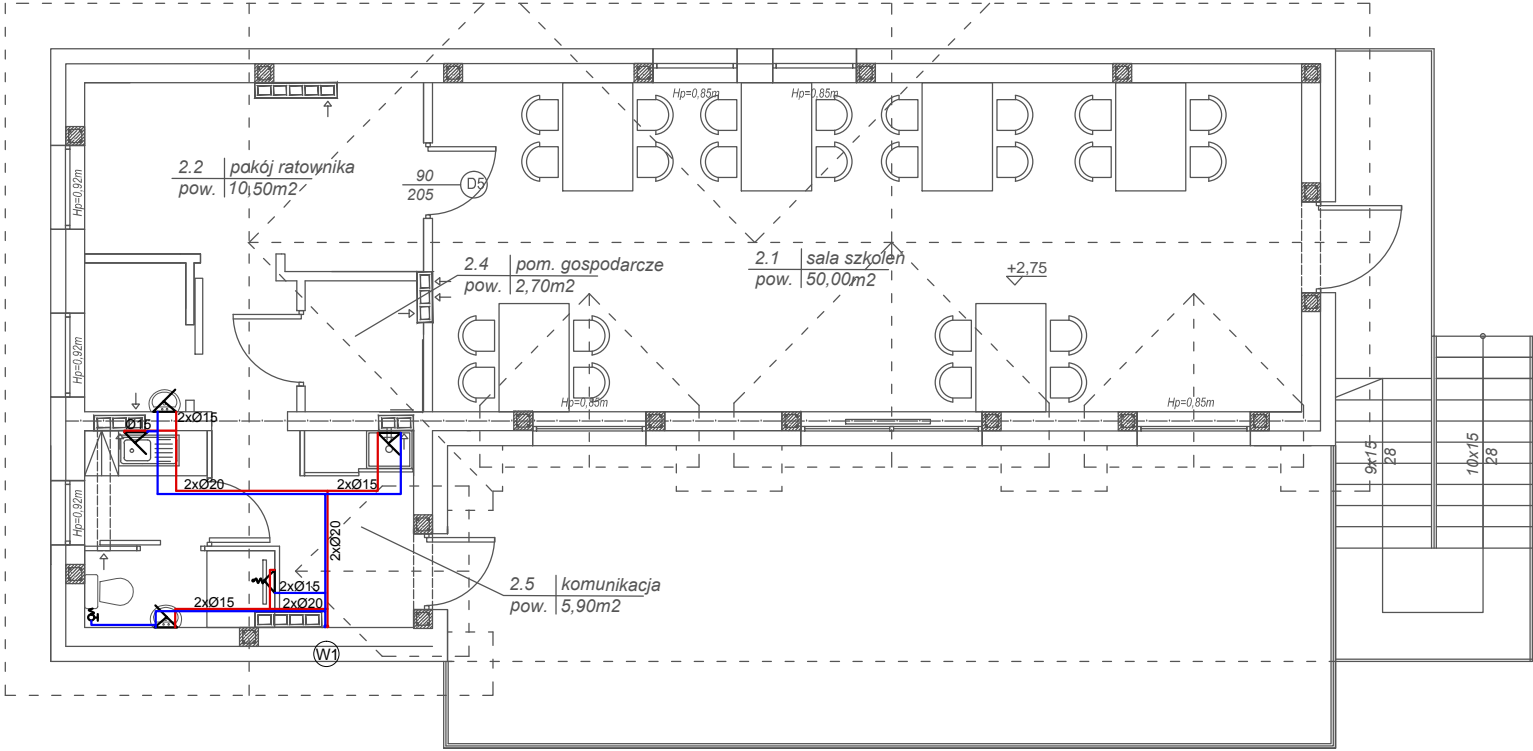 Hp=0,85m
Hp=0,85m
2.2 pokój ratownika
pow. 10,50m2
90
205
D5
Hp=0,92m
2.4 pom. gospodarcze
pow. 2,70m2
2.1 sala szkoleń
pow. 50,00m2
+2,75
Hp=0,92m
Hp=0,85m
Hp=0,85m
2xØ15
Ø15
9x15
28
10x15
28
2xØ20
2xØ15
Hp=0,92m
2xØ20
2xØ15
2xØ15
2xØ20
2.5 komunikacja
pow. 5,90m2
W1